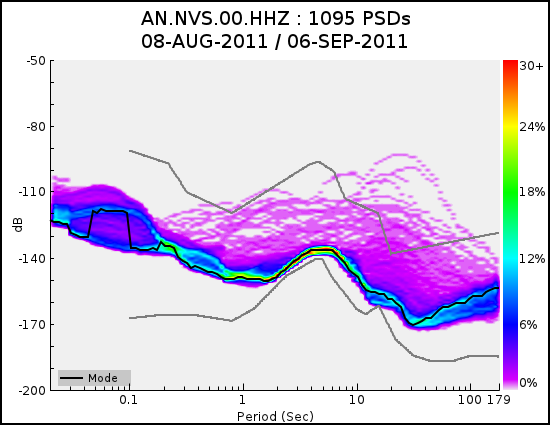 AN.NVS.00.HHZ : 1095 PSDs
08-AUG-2011 / 06-SEP-2011
-50
-80
-110
-140
-170
-200
dB
30+
24%
18%
12%
6%
0%
Mode
0.1 1 10 100 179
Period (Sec)